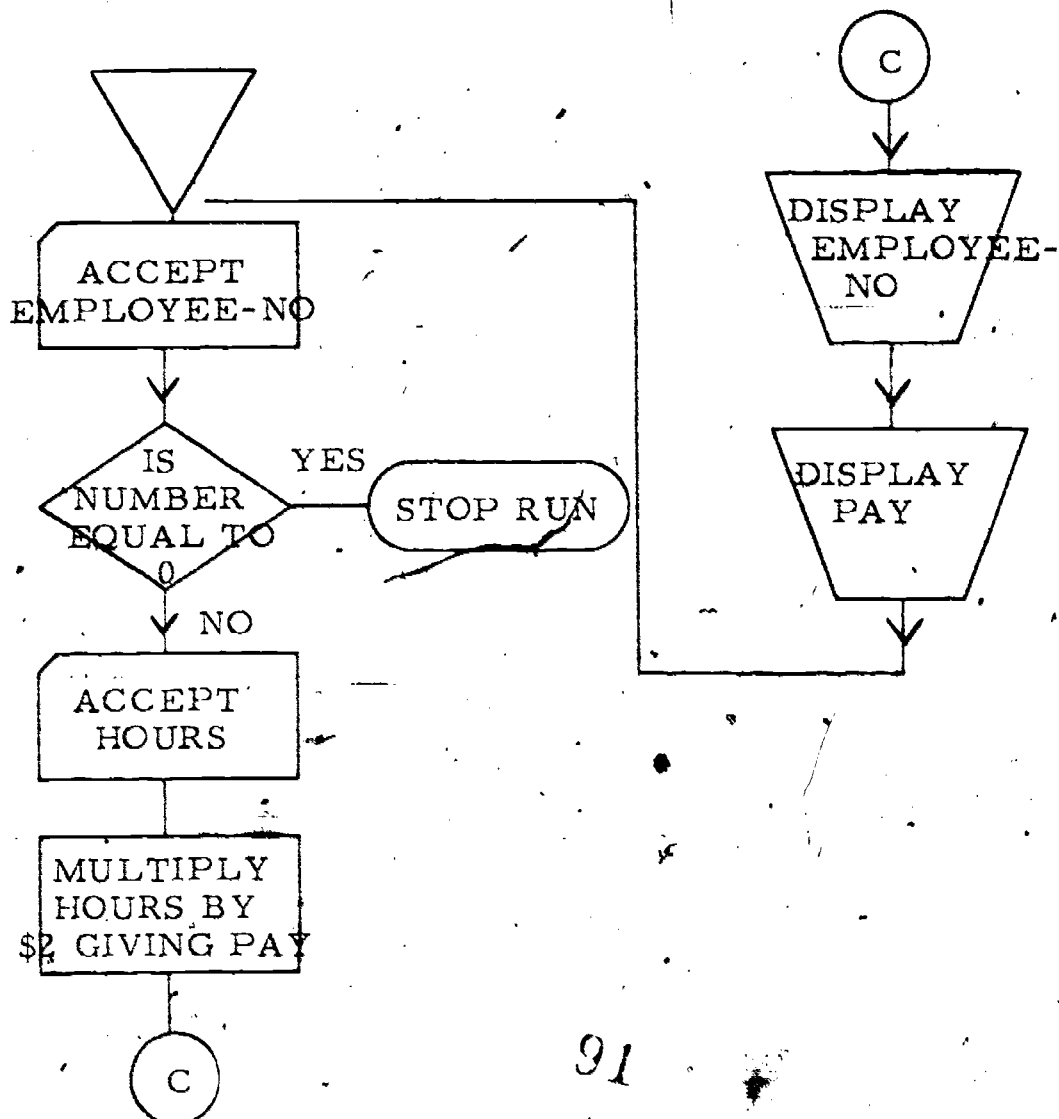 ACCEPT
EMPLOYEE-NO
IS
NUMBER
EQUAL TO
0
YES
STOP RUN
NO
ACCEPT
HOURS
MULTIPLY
HOURS BY
$2 GIVING PAY
C
C
DISPLAY
EMPLOYEE-
NO
DISPLAY
PAY
91